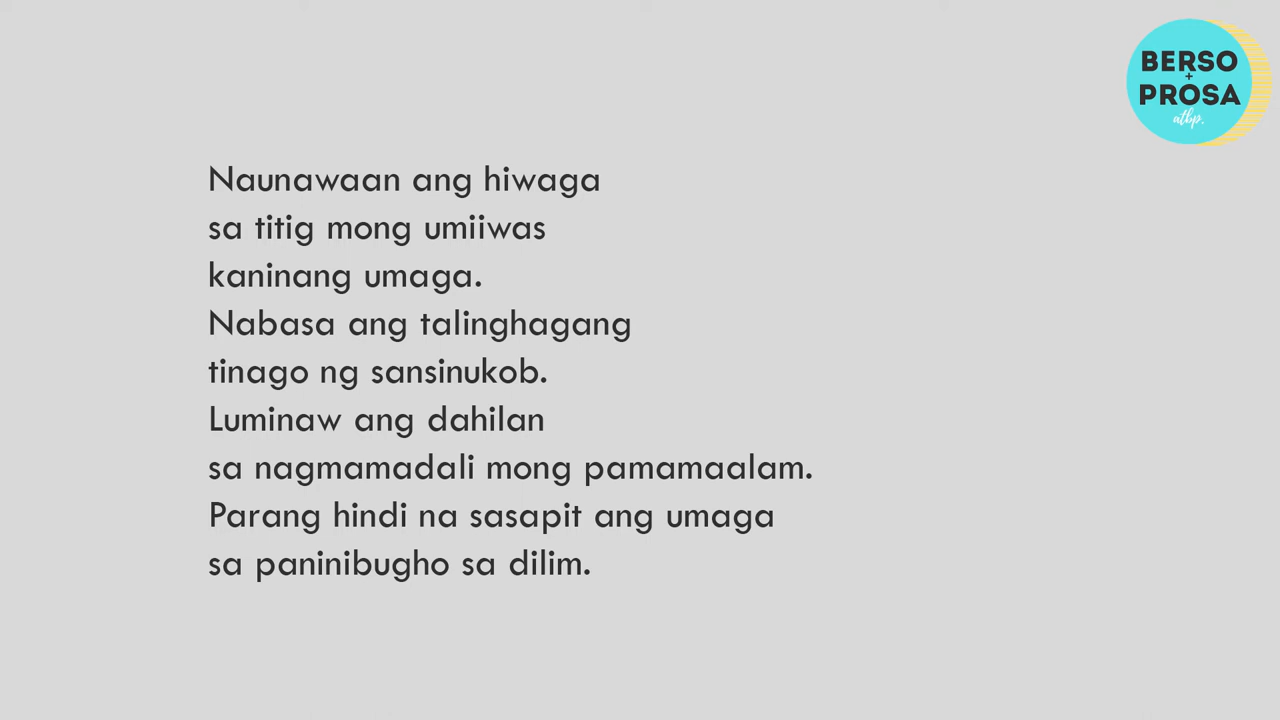 BERSO
+
PROSA
atbp.
Naunawaan ang hiwaga
sa titig mong umiiwas
kaninang umaga.
Nabasa ang talinghagang
tinago ng sansinukob.
Luminaw ang dahilan
sa nagmamadali mong pamamaalam.
Parang hindi na sasapit ang umaga
sa paninibugho sa dilim.